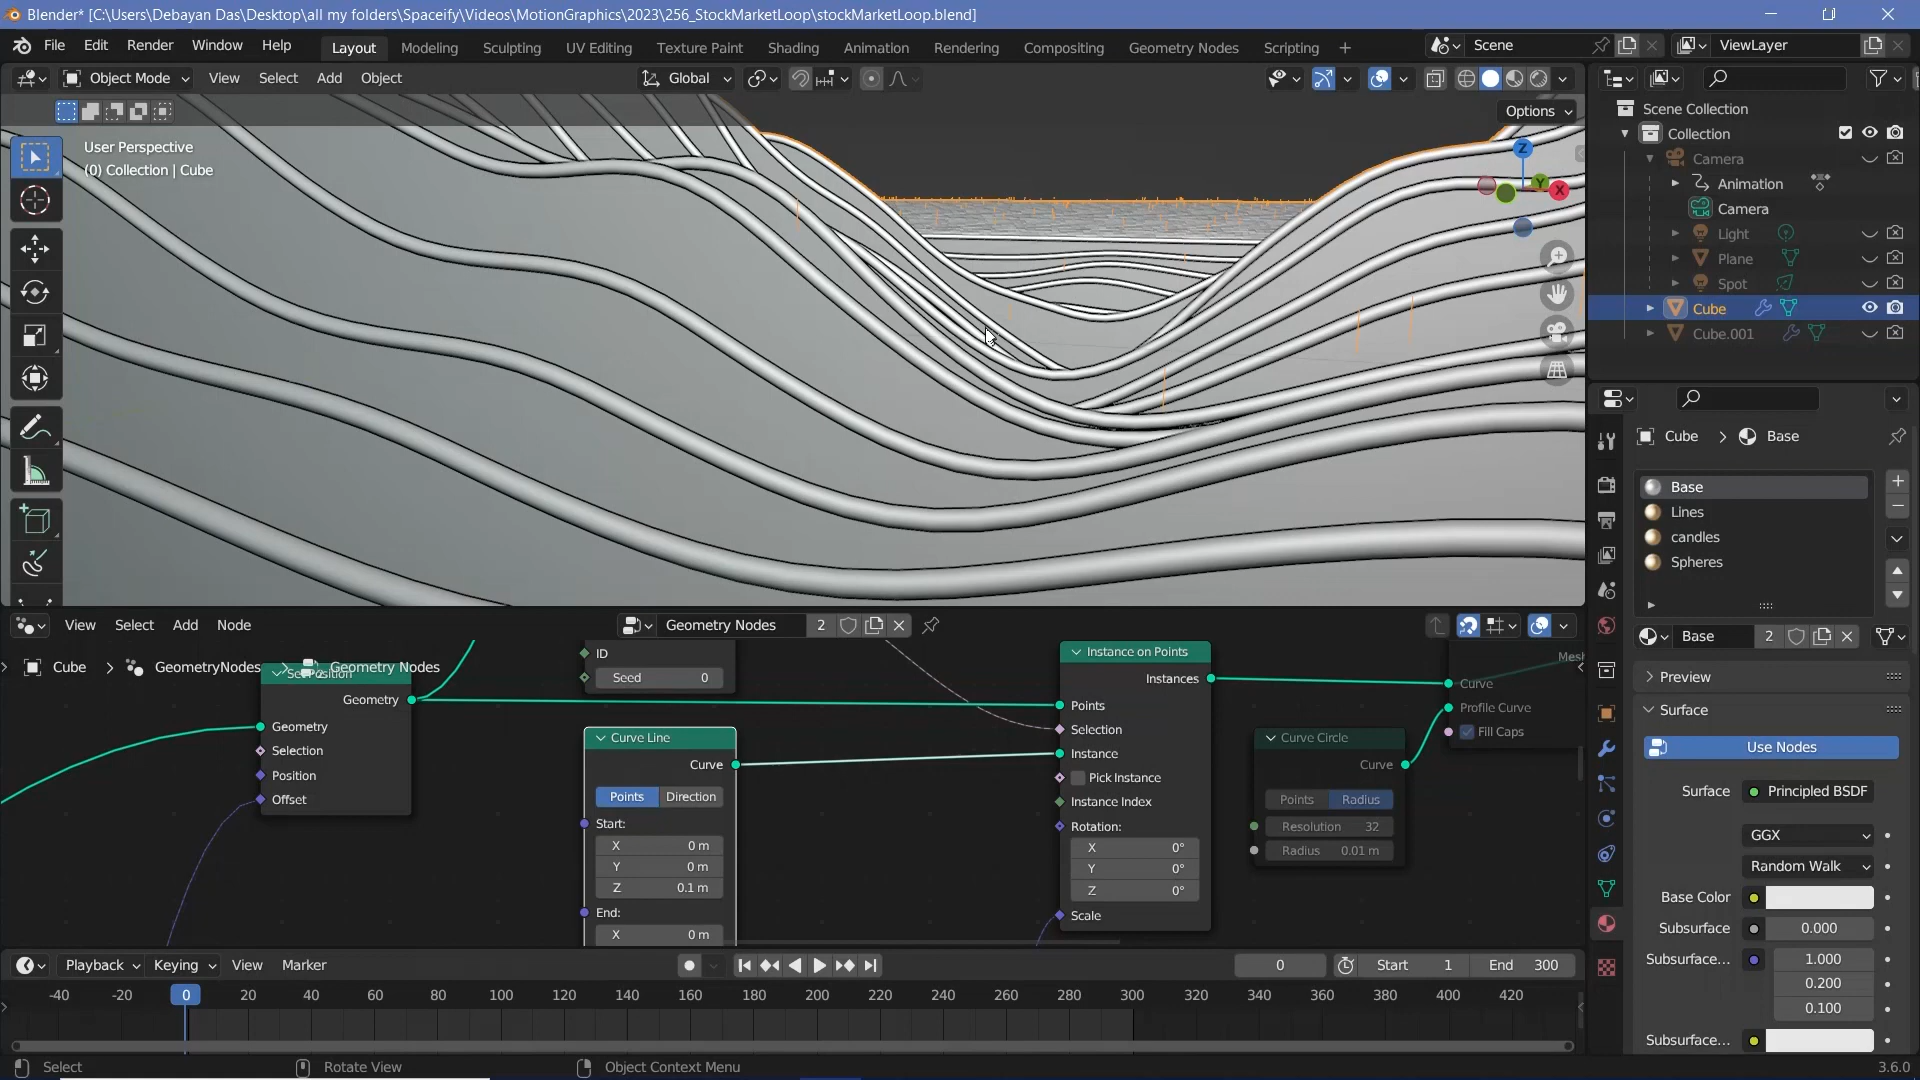 Blender* [C:\Users\Debayan Das\Desktop\all my folders\Spaceify\Videos\MotionGraphics\2023\256_StockMarketLoop\stockMarketLoop.blend]
File Edit Render Window Help Layout Modeling Sculpting UV Editing Texture Paint Shading Animation Rendering Compositing Geometry Nodes Scripting + Scene ViewLayer
Object Mode View Select Add Object Global
Options
User Perspective
(0) Collection | Cube
Z
Y
X
Scene Collection
Collection
Camera
Animation
Camera
Light
Plane
Spot
Cube
Cube.001
Cube > Base
Base
Lines
candles
Spheres
Base 2
Preview
Surface
Use Nodes
Surface Principled BSDF
GGX
Random Walk
Base Color
Subsurface 0.000
Subsurface... 1.000
0.200
0.100
Subsurface...
View Select Add Node Geometry Nodes 2
Cube > GeometryNodes > Geometry Nodes
Geometry
Geometry
Selection
Position
Offset
ID
Seed 0
Curve Line
Curve
Points Direction
Start:
X 0 m
Y 0 m
Z 0.1 m
End:
X 0 m
Instance on Points
Instances
Points
Selection
Instance
Pick Instance
Instance Index
Rotation:
X 0°
Y 0°
Z 0°
Scale
Curve Circle
Curve
Points Radius
Resolution 32
Radius 0.01 m
Mesh
Curve
Profile Curve
Fill Caps
Playback Keying View Marker 0 Start 1 End 300
-40 -20 0 20 40 60 80 100 120 140 160 180 200 220 240 260 280 300 320 340 360 380 400 420
Select Rotate View Object Context Menu 3.6.0